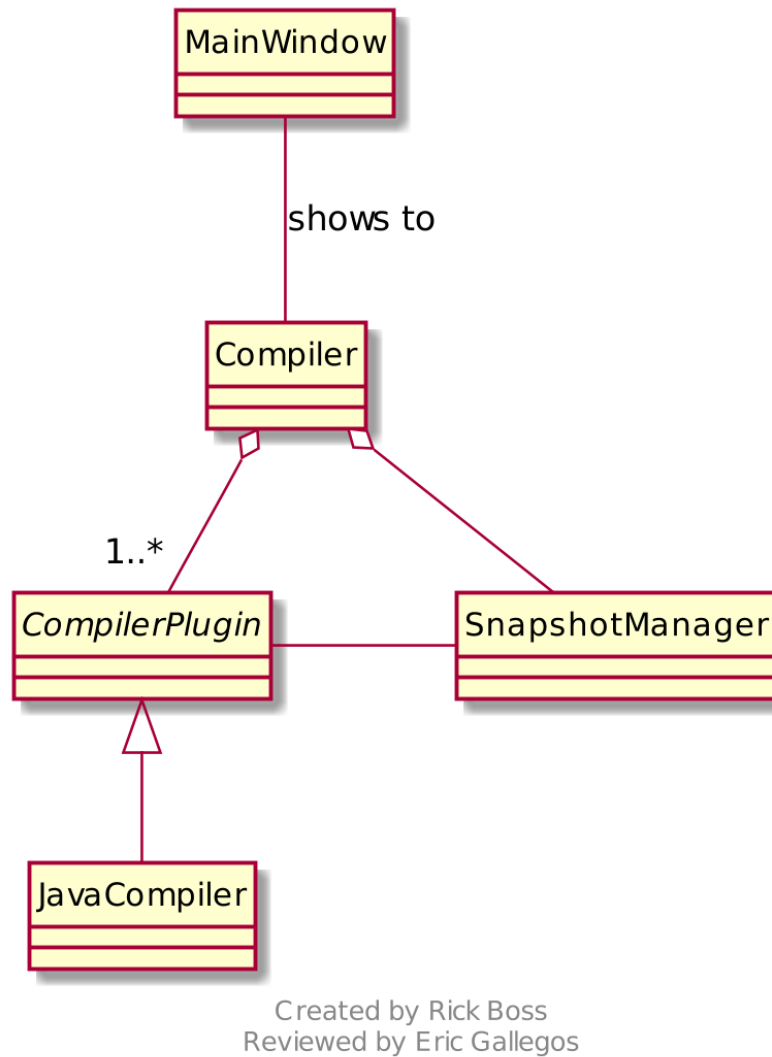 MainWindow
shows to
Compiler
1..*
CompilerPlugin
SnapshotManager
JavaCompiler
Created by Rick Boss
Reviewed by Eric Gallegos